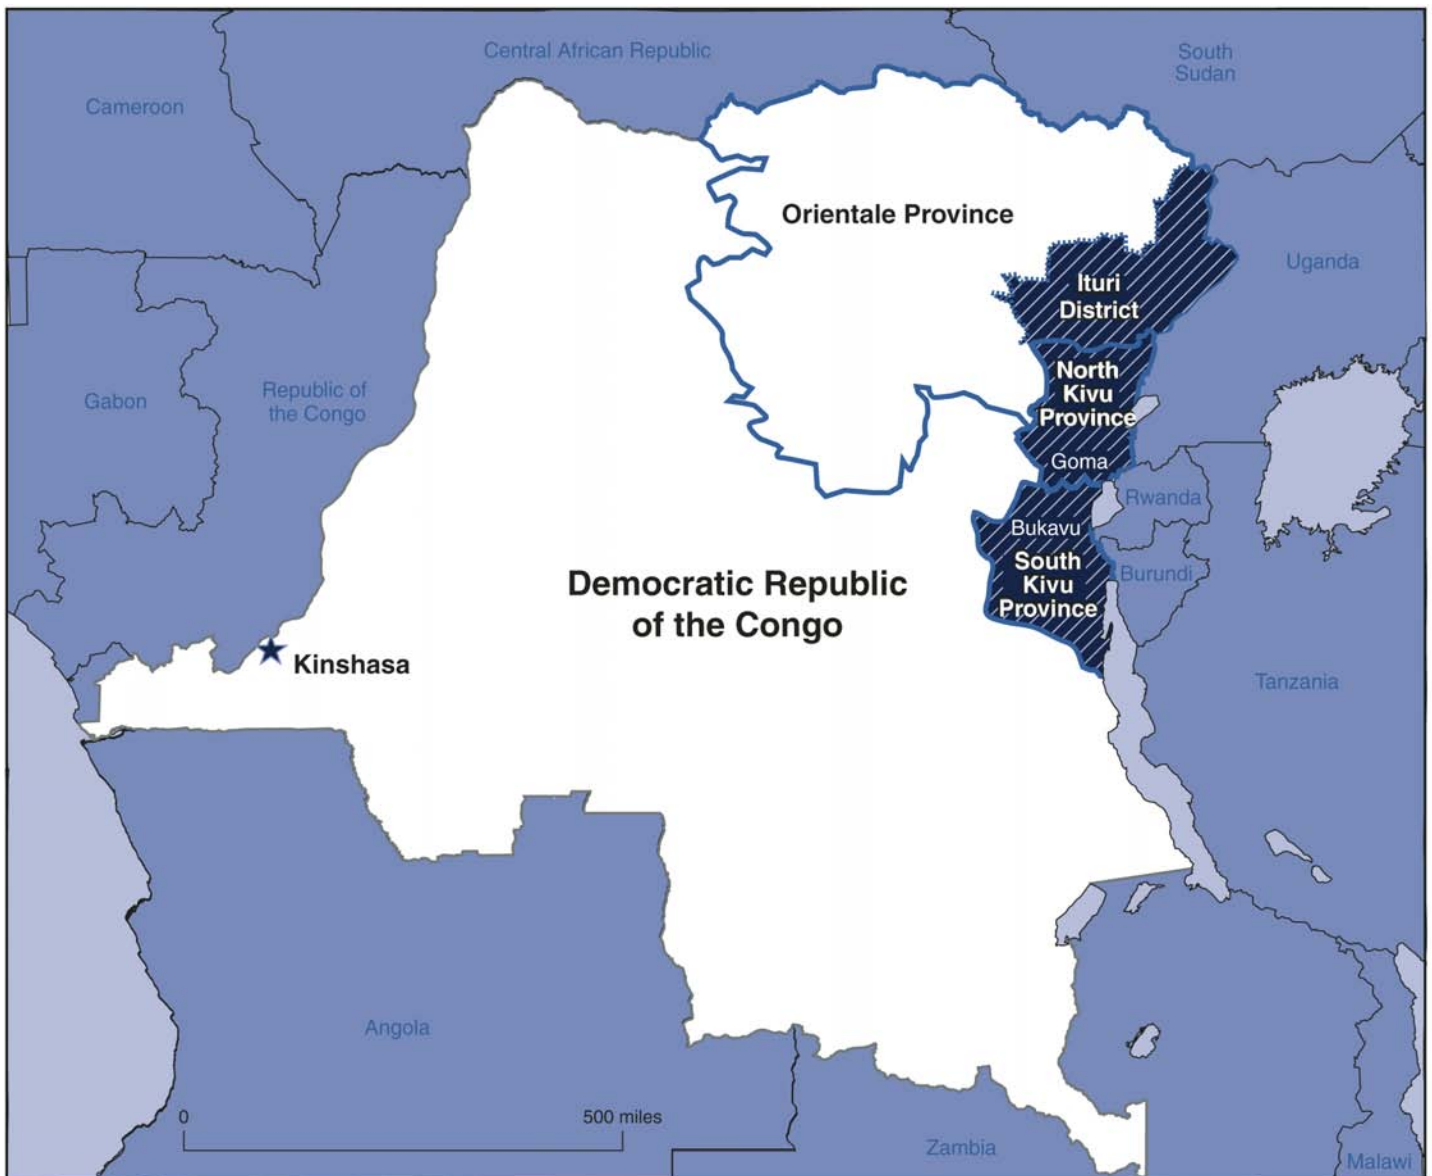 Central African Republic
South
Sudan
Cameroon
Orientale Province
Uganda
Ituri
District
North
Kivu
Province
Gabon
Republic of
the Congo
Goma
Rwanda
Bukavu
South
Kivu
Province
Burundi
Democratic Republic
of the Congo
Kinshasa
Tanzania
Angola
0
500 miles
Zambia
Malawi